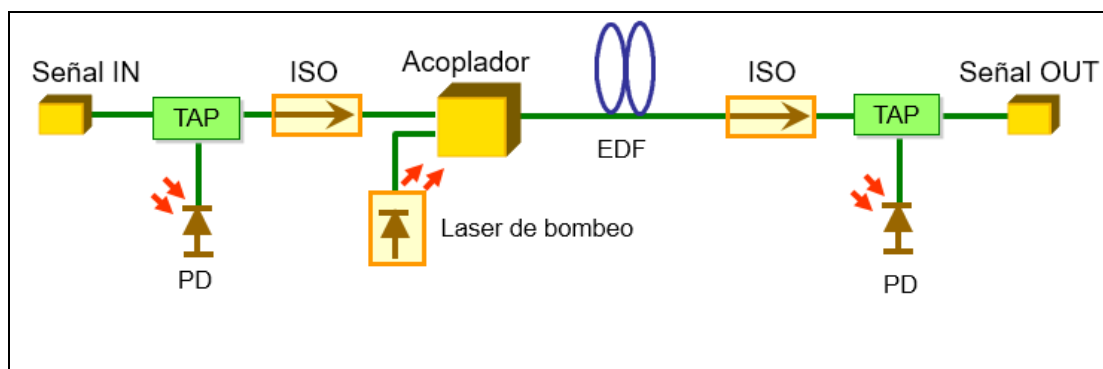 Señal IN
TAP
PD
ISO
Acoplador
Laser de bombeo
EDF
ISO
TAP
PD
Señal OUT